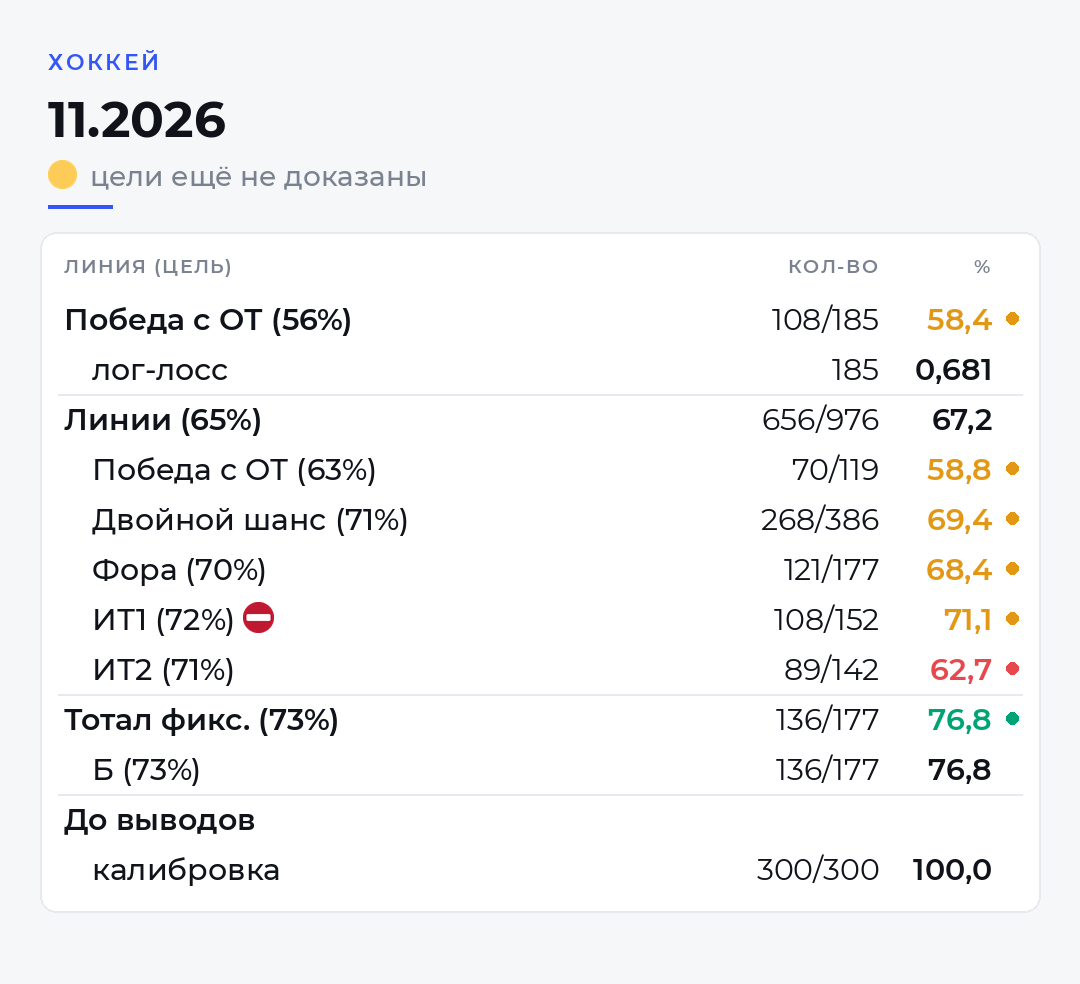 ХОККЕЙ
11.2026
цели ещё не доказаны
ЛИНИЯ (ЦЕЛЬ) КОЛ-ВО %
Победа с ОТ (56%) 108/185 58,4
лог-лосс 185 0,681
Линии (65%) 656/976 67,2
Победа с ОТ (63%) 70/119 58,8
Двойной шанс (71%) 268/386 69,4
Фора (70%) 121/177 68,4
ИТ1 (72%) 108/152 71,1
ИТ2 (71%) 89/142 62,7
Тотал фикс. (73%) 136/177 76,8
Б (73%) 136/177 76,8
До выводов
калибровка 300/300 100,0